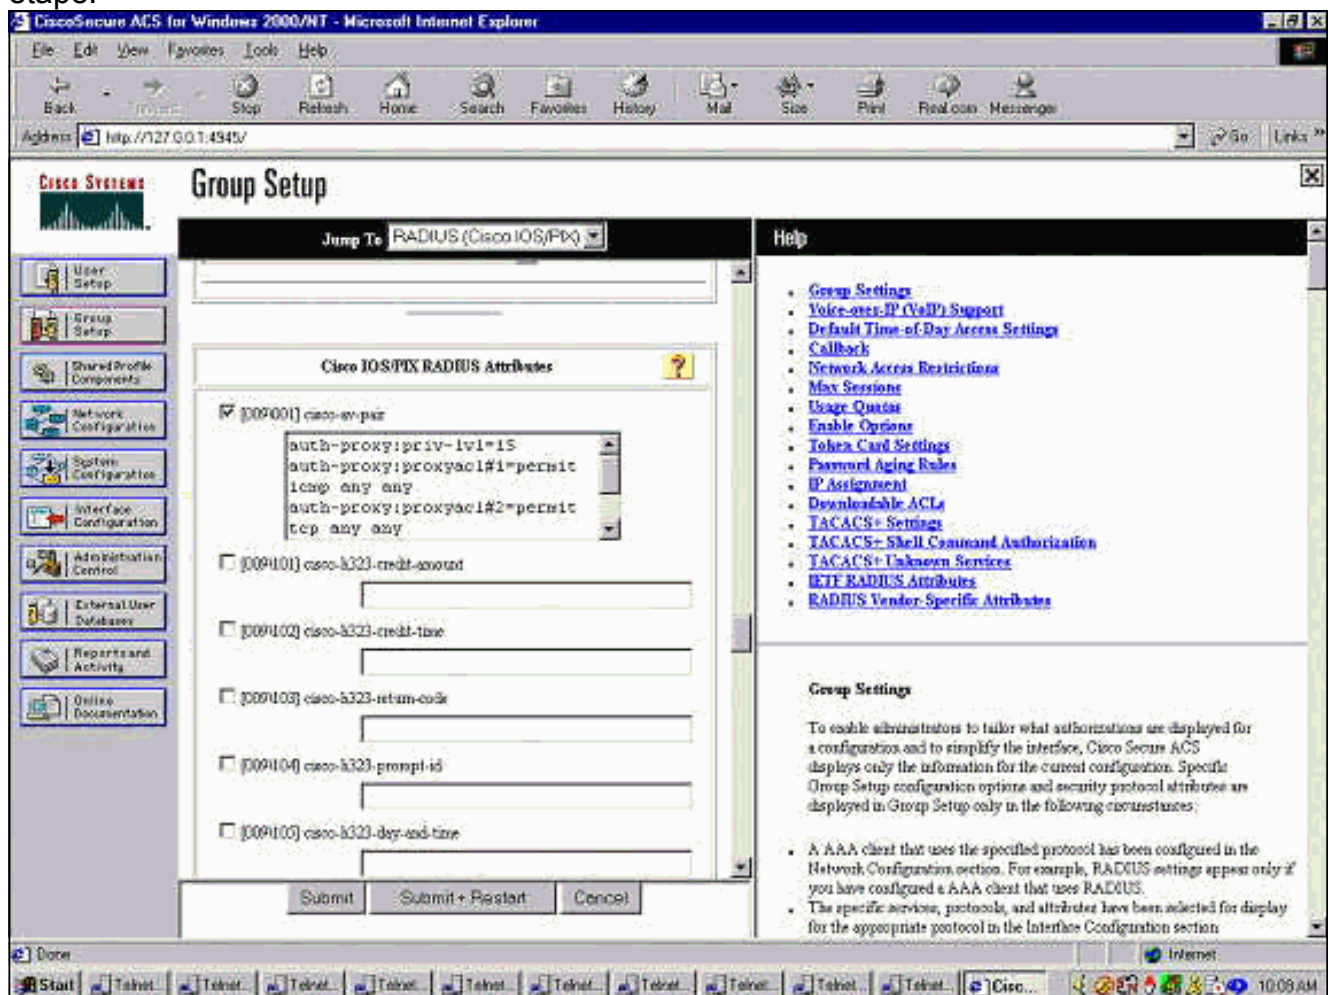 étape.
CiscoSecure ACS for Windows 2000/NT - Microsoft Internet Explorer
File Edit View Favorites Tools Help
Back Stop Refresh Home Search Favorites History Mail Size Print Real.com Messenger
Address http://127.0.0.1:4945/ Go Links »
CISCO SYSTEMS
Group Setup
Jump To RADIUS (Cisco IOS/PIX)
Help
User Setup
Group Setup
Shared Profile Components
Network Configuration
System Configuration
Interface Configuration
Administration Control
External User Databases
Reports and Activity
Online Documentation
Cisco IOS/PIX RADIUS Attributes ?
[009\001] cisco-av-pair
auth-proxy:priv-lvl=15
auth-proxy:proxyacl#1=permit
icmp any any
auth-proxy:proxyacl#2=permit
tcp any any
[009\101] cisco-h323-credit-amount
[009\102] cisco-h323-credit-time
[009\103] cisco-h323-return-code
[009\104] cisco-h323-prompt-id
[009\105] cisco-h323-day-and-time
Submit Submit + Restart Cancel
Group Settings
Voice-over-IP (VoIP) Support
Default Time-of-Day Access Settings
Callback
Network Access Restrictions
Max Sessions
Usage Quotas
Enable Options
Token Card Settings
Password Aging Rules
IP Assignment
Downloadable ACLs
TACACS+ Settings
TACACS+ Shell Command Authorization
TACACS+ Unknown Services
IETF RADIUS Attributes
RADIUS Vendor-Specific Attributes
Group Settings
To enable administrators to tailor what authorizations are displayed for
a configuration and to simplify the interface, Cisco Secure ACS
displays only the information for the current configuration. Specific
Group Setup configuration options and security protocol attributes are
displayed in Group Setup only in the following circumstances:
A AAA client that uses the specified protocol has been configured in the
Network Configuration section. For example, RADIUS settings appear only if
you have configured a AAA client that uses RADIUS.
The specific services, protocols, and attributes have been selected for display
for the appropriate protocol in the Interface Configuration section
Done Internet
Start Telnet... Telnet... Telnet... Telnet... Telnet... Telnet... Telnet... Telnet... Telnet... Telnet... Cisc... 10:09 AM